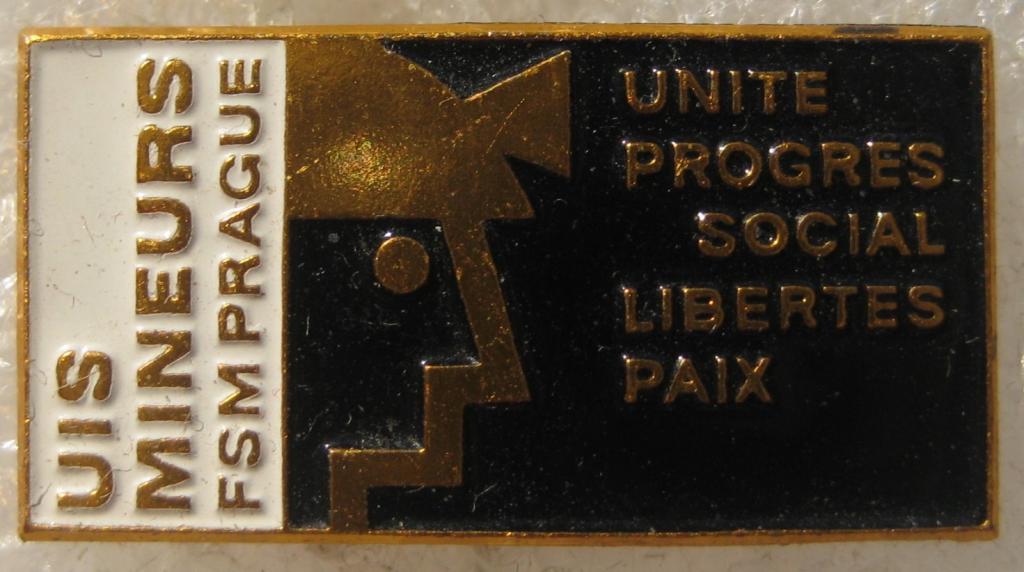 UIS
MINEURS
FSM PRAGUE
UNITE
PROGRES
SOCIAL
LIBERTES
PAIX